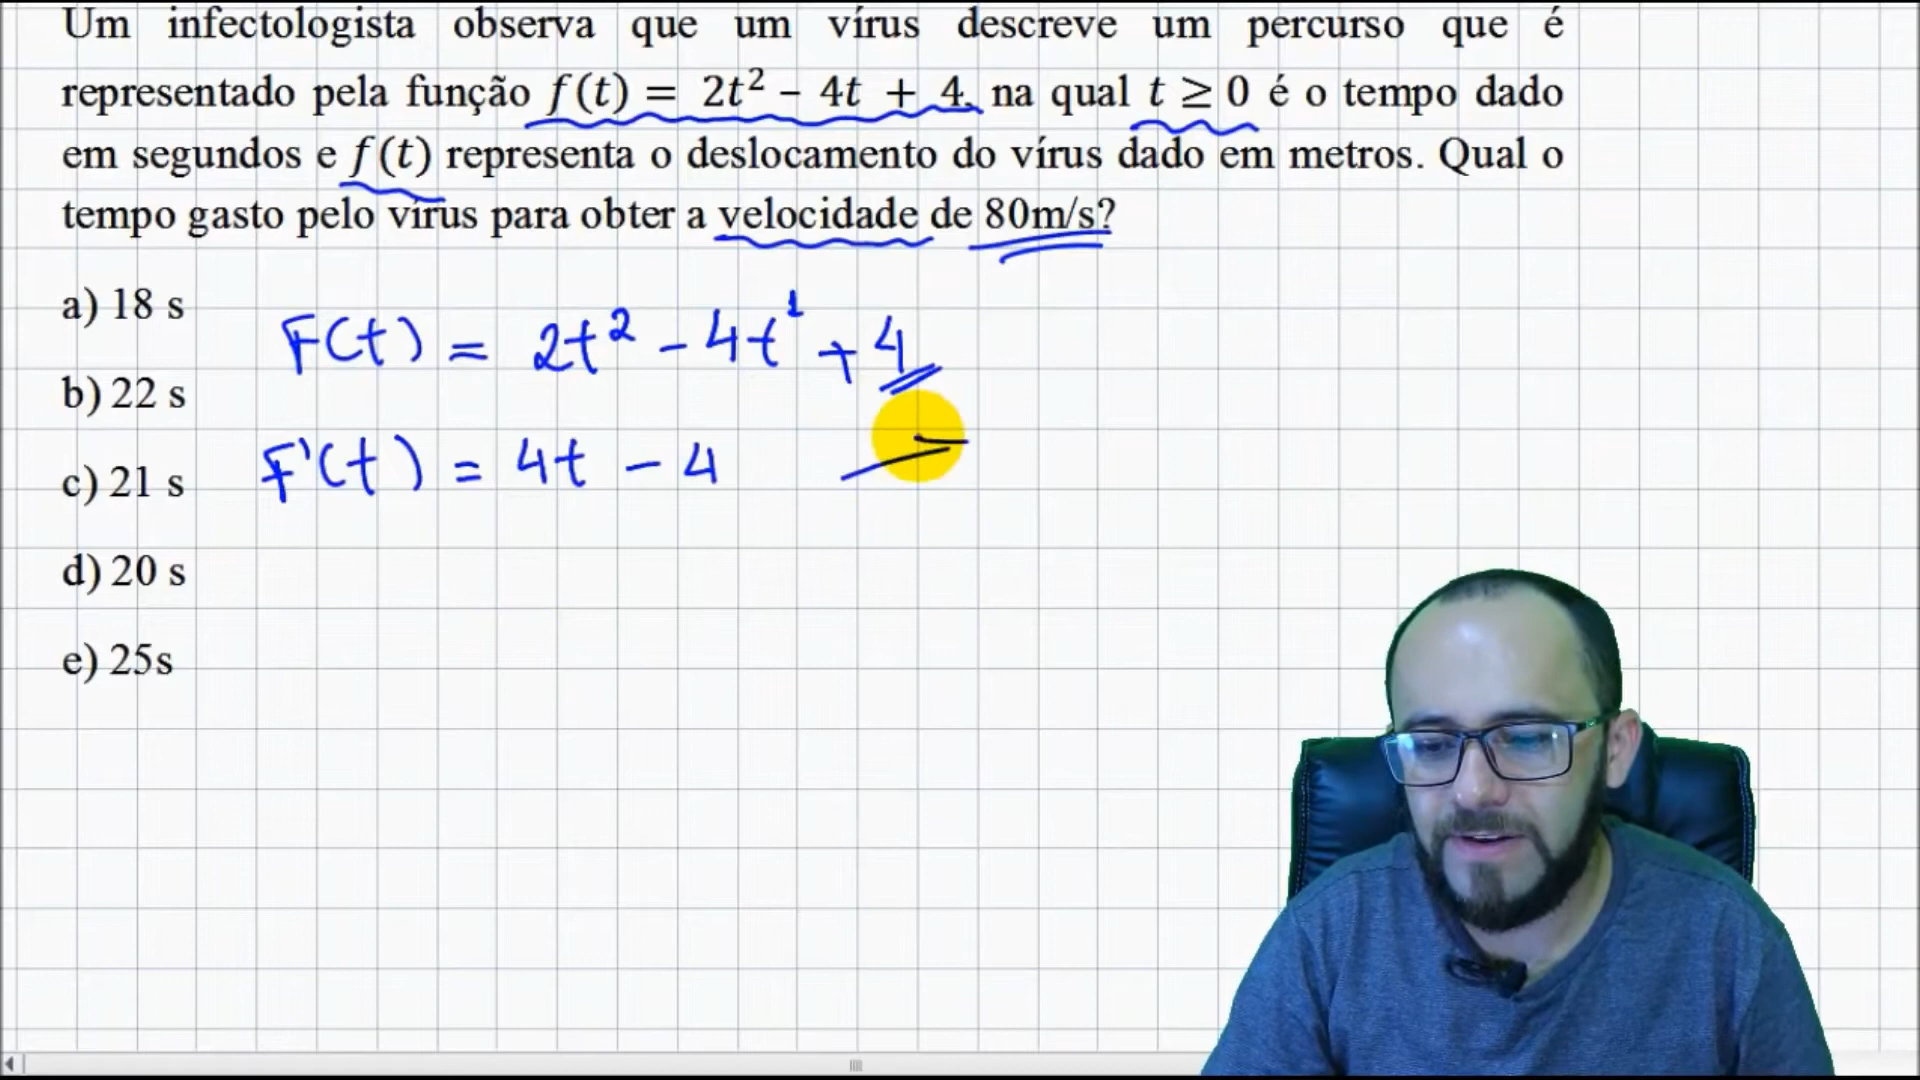 Um infectologista observa que um vírus descreve um percurso que é
representado pela função f(t) = 2t² − 4t + 4, na qual t ≥ 0 é o tempo dado
em segundos e f(t) representa o deslocamento do vírus dado em metros. Qual o
tempo gasto pelo vírus para obter a velocidade de 80m/s?
a) 18 s
F(t) = 2t² − 4t¹ + 4
b) 22 s
F'(t) = 4t − 4
c) 21 s
d) 20 s
e) 25s